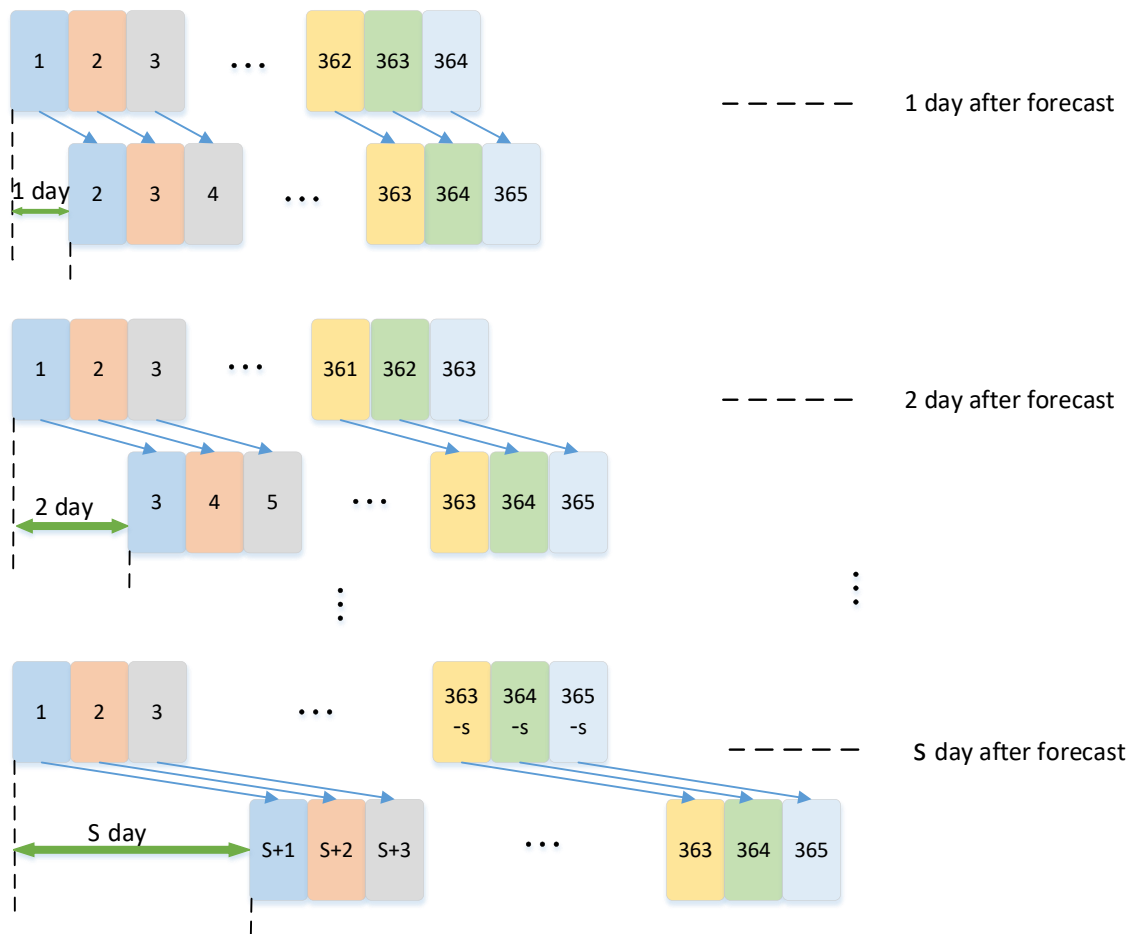 1 2 3 ... 362 363 364
1 day after forecast
1 day
2 3 4 ... 363 364 365
1 2 3 ... 361 362 363
2 day after forecast
2 day
3 4 5 ... 363 364 365
1 2 3 ... 363 364 365
-s -s -s
S day after forecast
S day
S+1 S+2 S+3 ... 363 364 365